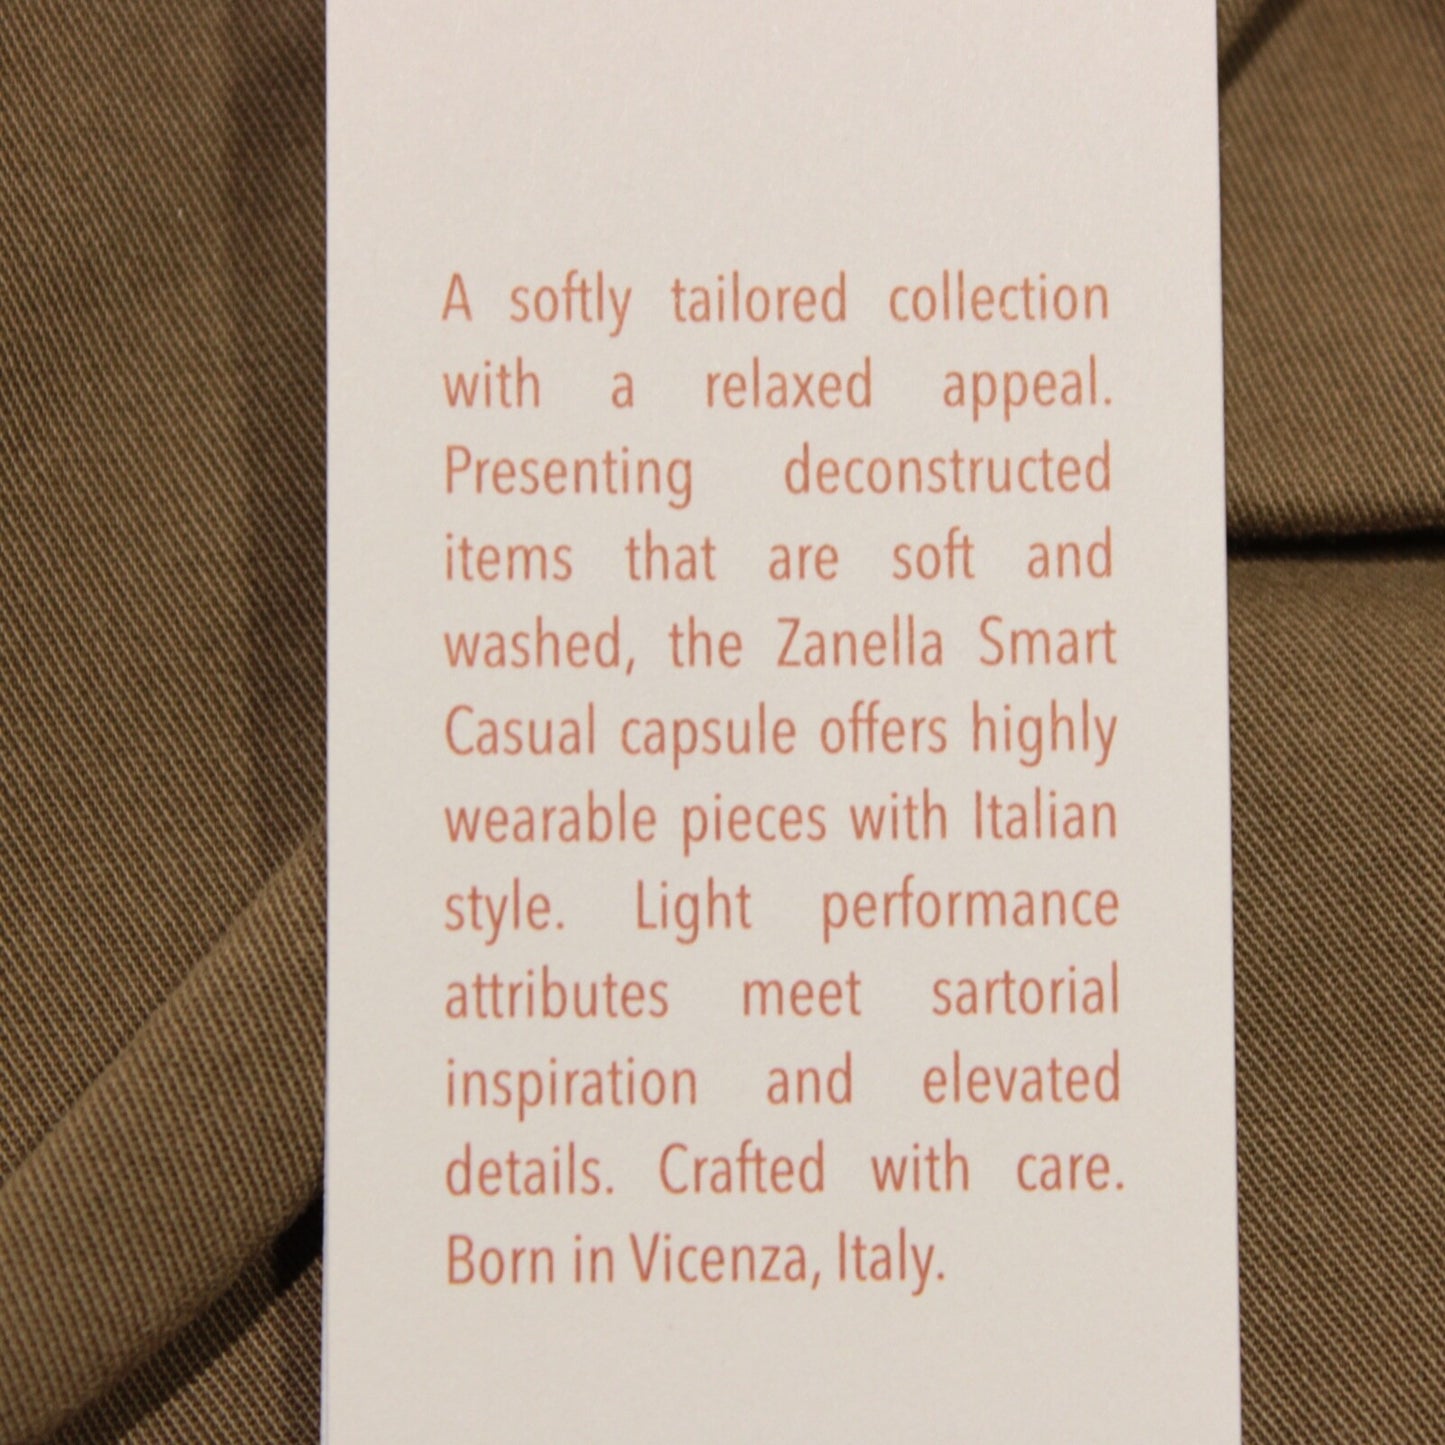 A softly tailored collection
with a relaxed appeal.
Presenting deconstructed
items that are soft and
washed, the Zanella Smart
Casual capsule offers highly
wearable pieces with Italian
style. Light performance
attributes meet sartorial
inspiration and elevated
details. Crafted with care.
Born in Vicenza, Italy.